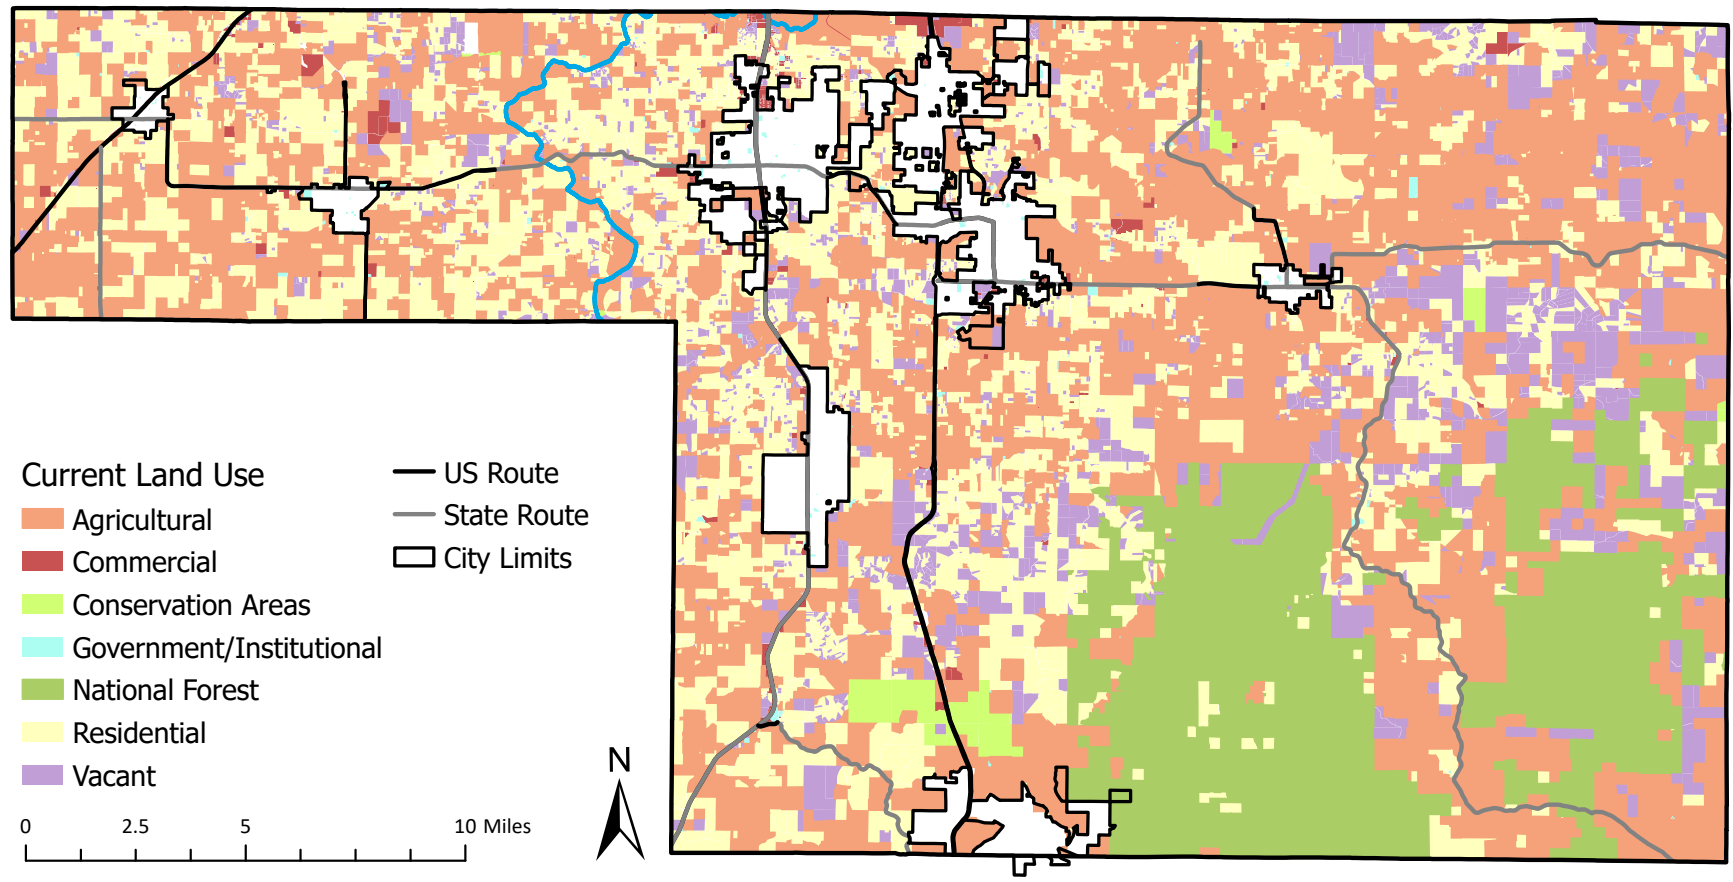 Current Land Use
Agricultural
Commercial
Conservation Areas
Government/Institutional
National Forest
Residential
Vacant
US Route
State Route
City Limits
0 2.5 5 10 Miles
N